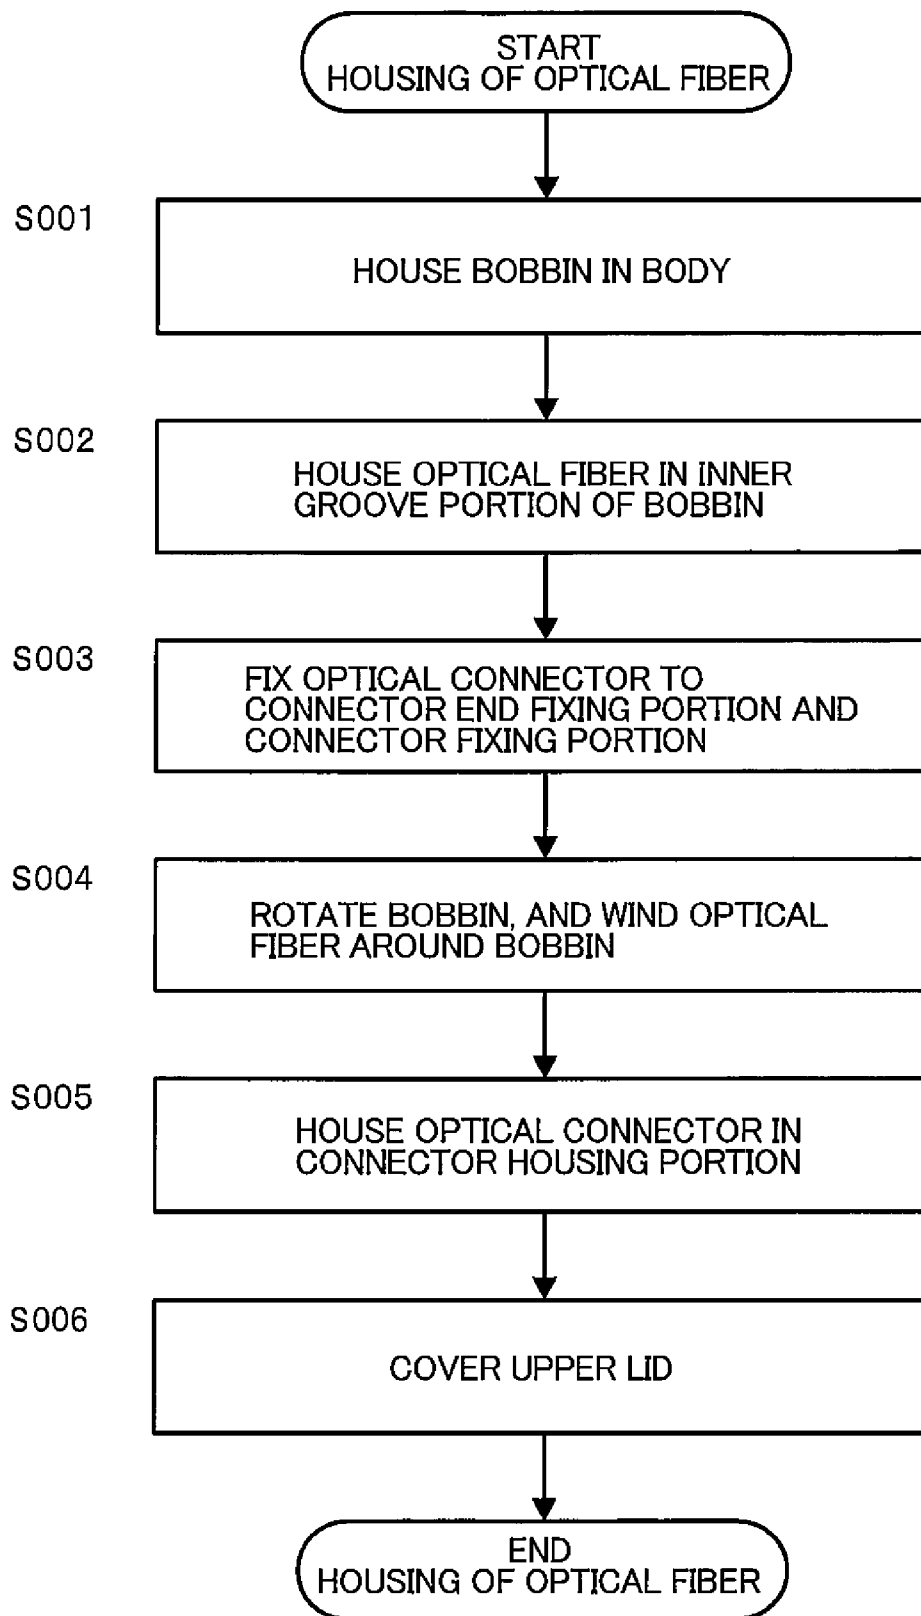 START
HOUSING OF OPTICAL FIBER
S001
HOUSE BOBBIN IN BODY
S002
HOUSE OPTICAL FIBER IN INNER
GROOVE PORTION OF BOBBIN
S003
FIX OPTICAL CONNECTOR TO
CONNECTOR END FIXING PORTION AND
CONNECTOR FIXING PORTION
S004
ROTATE BOBBIN, AND WIND OPTICAL
FIBER AROUND BOBBIN
S005
HOUSE OPTICAL CONNECTOR IN
CONNECTOR HOUSING PORTION
S006
COVER UPPER LID
END
HOUSING OF OPTICAL FIBER